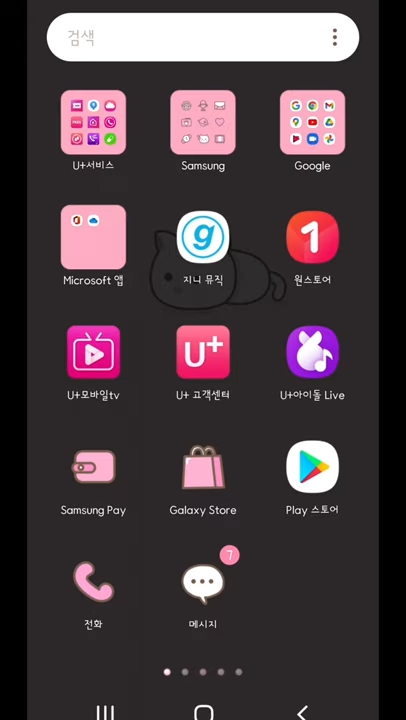 검색
U+서비스
Samsung
Google
Microsoft 앱
지니 뮤직
원스토어
U+모바일tv
U+ 고객센터
U+아이돌 Live
Samsung Pay
Galaxy Store
Play 스토어
7
전화
메시지